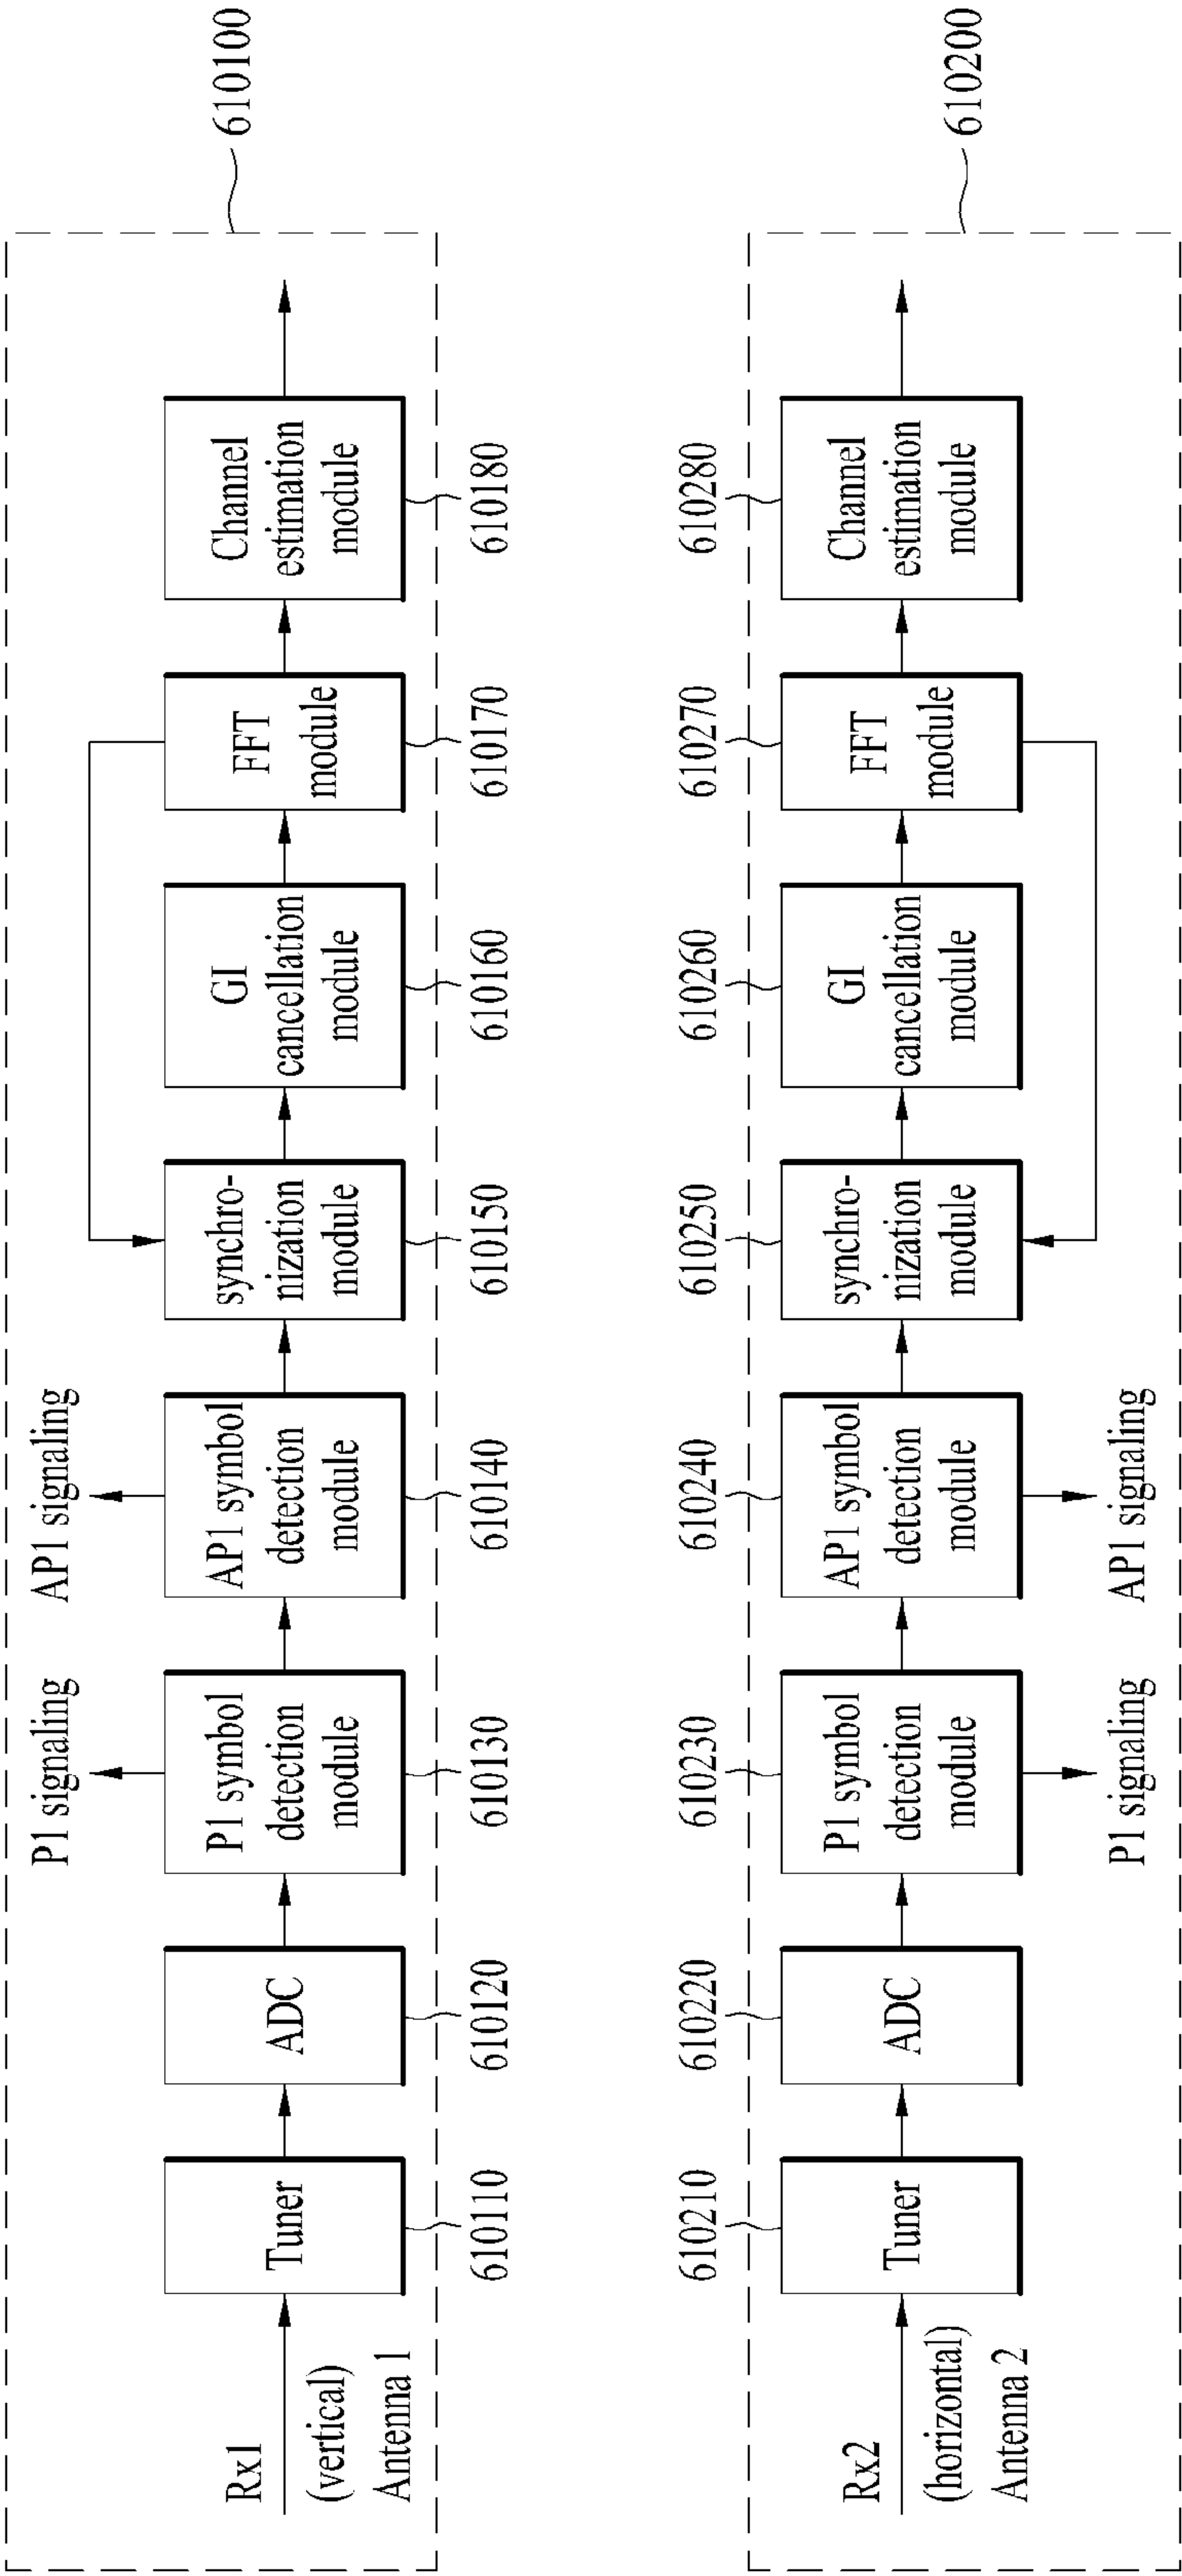 610100
P1 signaling
AP1 signaling
Rx1
(vertical)
Antenna 1
Tuner
ADC
P1 symbol
detection
module
AP1 symbol
detection
module
synchro-
nization
module
GI
cancellation
module
FFT
module
Channel
estimation
module
610110
610120
610130
610140
610150
610160
610170
610180
610200
610210
610220
610230
610240
610250
610260
610270
610280
Rx2
(horizontal)
Antenna 2
Tuner
ADC
P1 symbol
detection
module
AP1 symbol
detection
module
synchro-
nization
module
GI
cancellation
module
FFT
module
Channel
estimation
module
P1 signaling
AP1 signaling